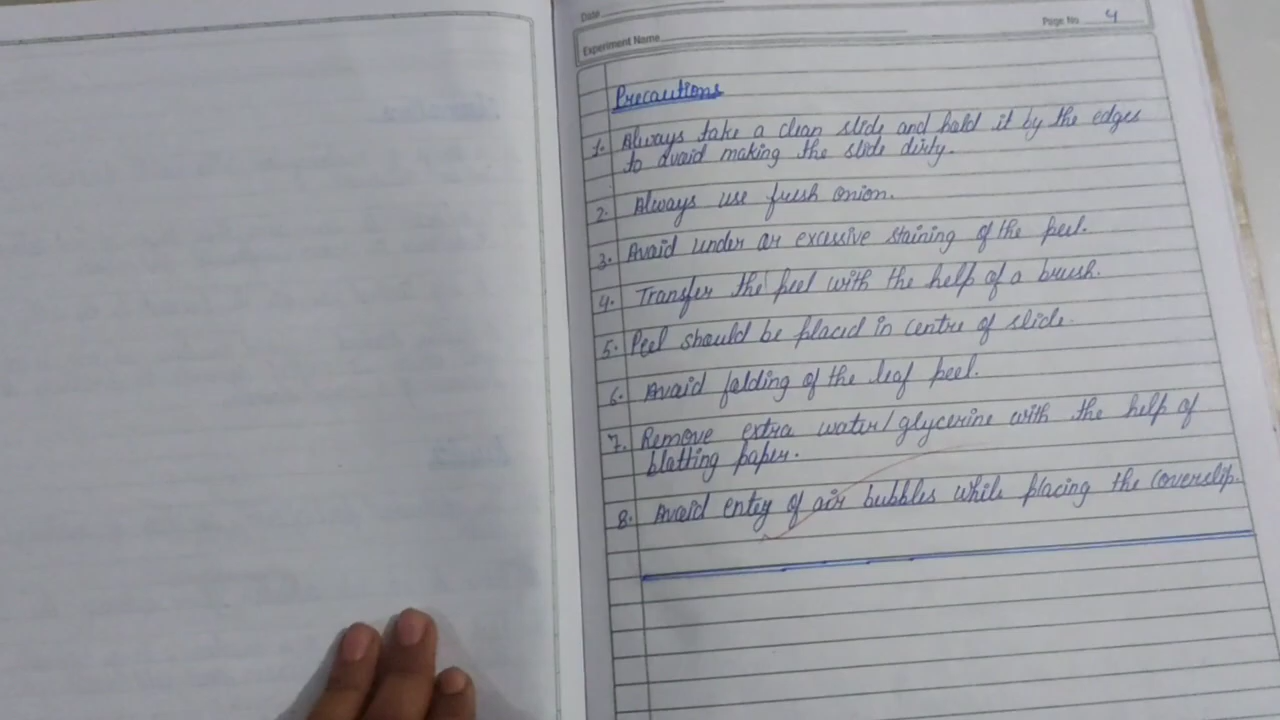 Date
Page No. 4
Experiment Name
Precautions
1. Always take a clean slide and hold it by the edges
to avoid making the slide dirty.
2. Always use fresh onion.
3. Avoid under or excessive staining of the peel.
4. Transfer the peel with the help of a brush.
5. Peel should be placed in centre of slide.
6. Avoid folding of the leaf peel.
7. Remove extra water/glycerine with the help of
blotting paper.
8. Avoid entry of air bubbles while placing the coverslip.